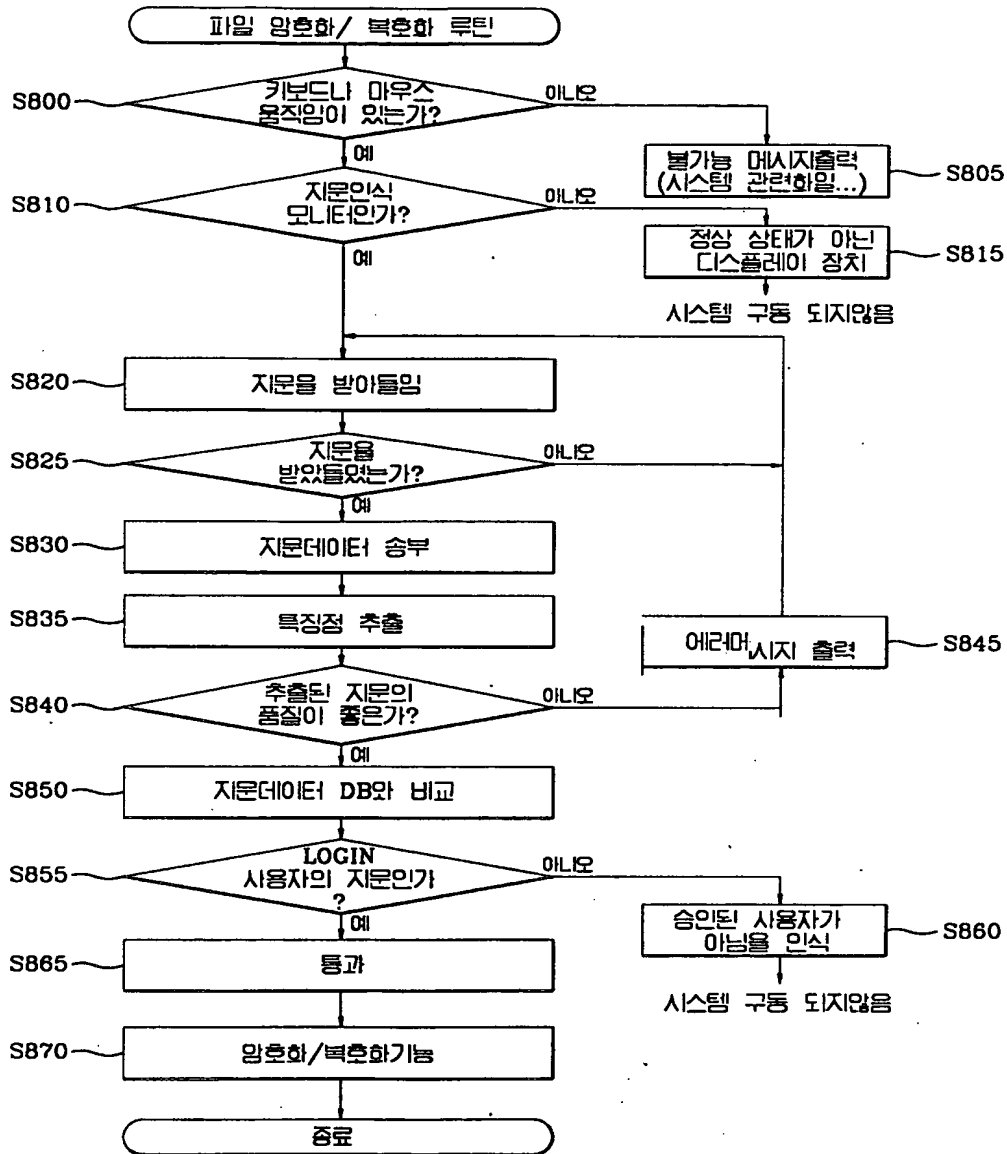 파일 암호화/ 복호화 루틴
S800
키보드나 마우스
움직임이 있는가?
아니오
예
불가능 메시지출력
(시스템 관련화일...)
S805
S810
지문인식
모니터인가?
아니오
예
정상 상태가 아닌
디스플레이 장치
S815
시스템 구동 되지않음
S820
지문을 받아들임
S825
지문을
받았들였는가?
아니오
예
S830
지문데이터 송부
S835
특징점 추출
에러메시지 출력
S845
S840
추출된 지문의
품질이 좋은가?
아니오
예
S850
지문데이터 DB와 비교
S855
LOGIN
사용자의 지문인가
?
아니오
예
승인된 사용자가
아님을 인식
S860
시스템 구동 되지않음
S865
통과
S870
암호화/복호화기능
종료